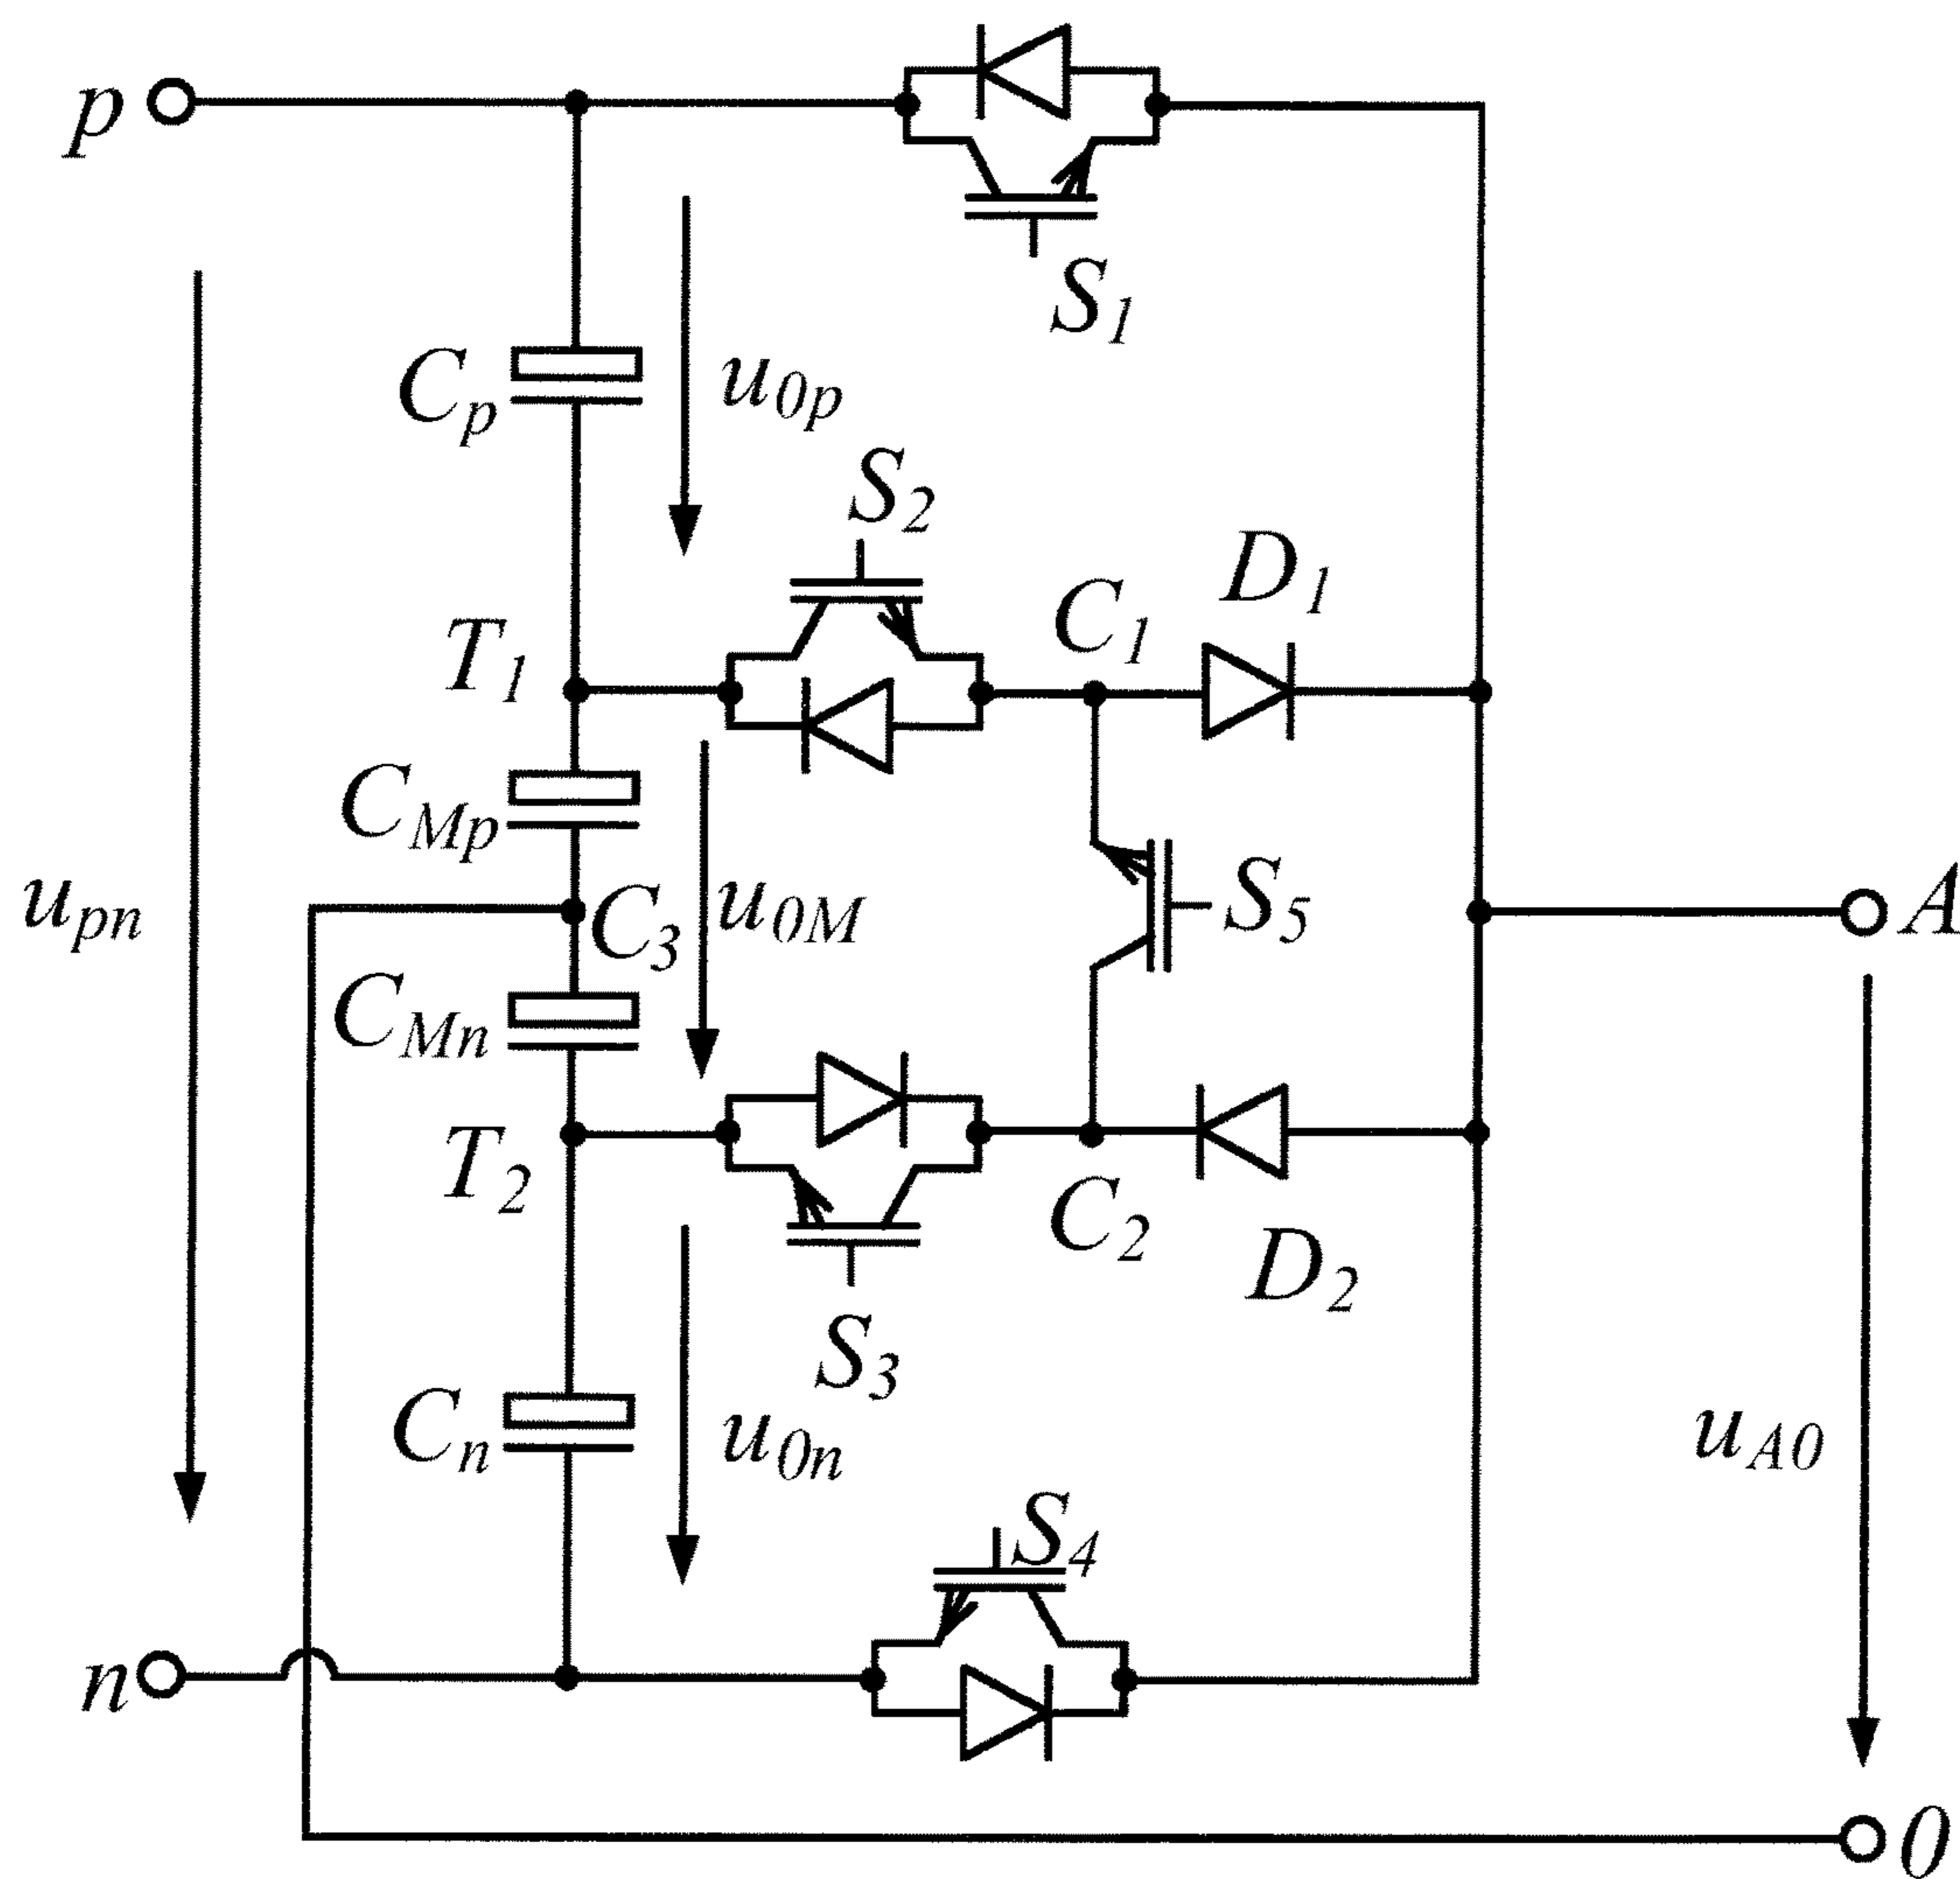 p
S1
Cp
u0p
S2
C1
D1
T1
CMp
upn
C3
u0M
S5
A
CMn
T2
C2
D2
S3
Cn
u0n
uA0
S4
n
0